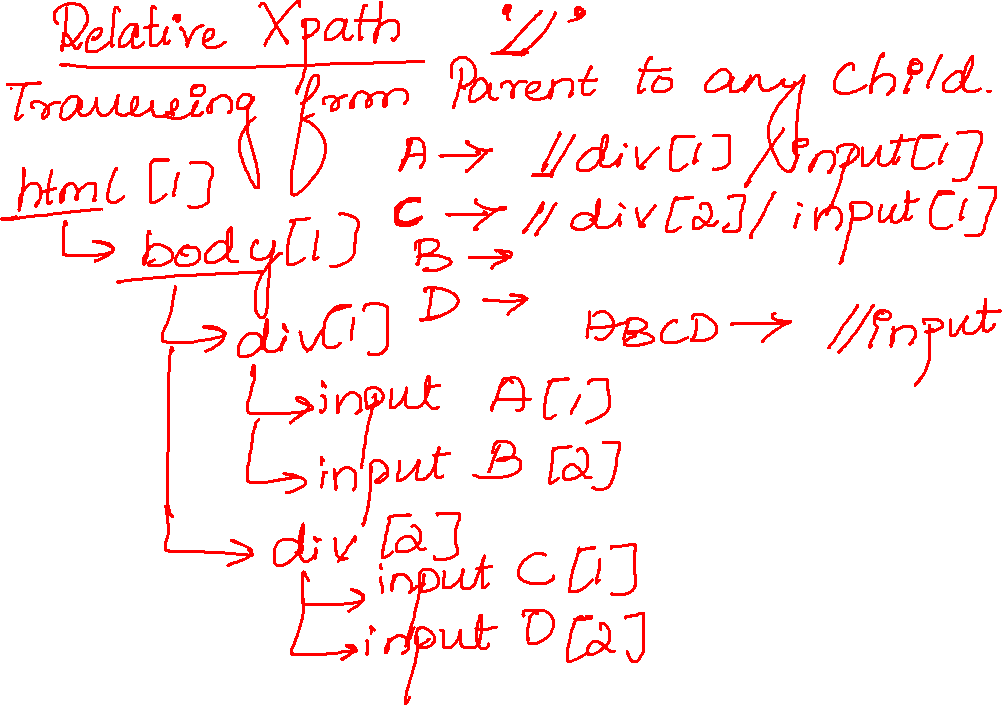 Relative Xpath '//'
Traversing from Parent to any Child.
A → //div[1]/input[1]
html[1]
C → //div[2]/input[1]
body[1]
B →
D →
ABCD → //input
div[1]
input A[1]
input B[2]
div[2]
input C[1]
input D[2]